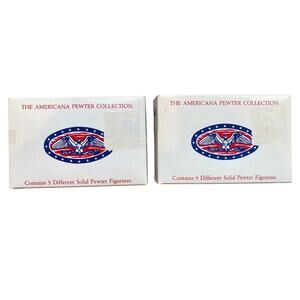 THE AMERICANA PEWTER COLLECTION
Contains 5 Different Solid Pewter Figurines
THE AMERICANA PEWTER COLLECTION
Contains 5 Different Solid Pewter Figurines